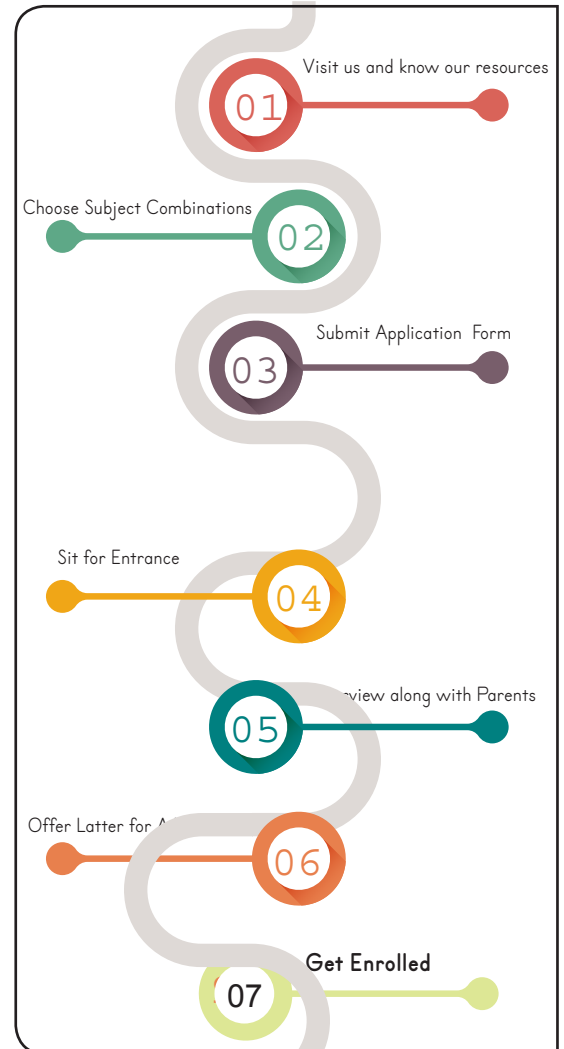 Visit us and know our resources
01
Choose Subject Combinations
02
Submit Application Form
03
Sit for Entrance
04
along with Parents
05
Offer Latter for
06
Get Enrolled
07